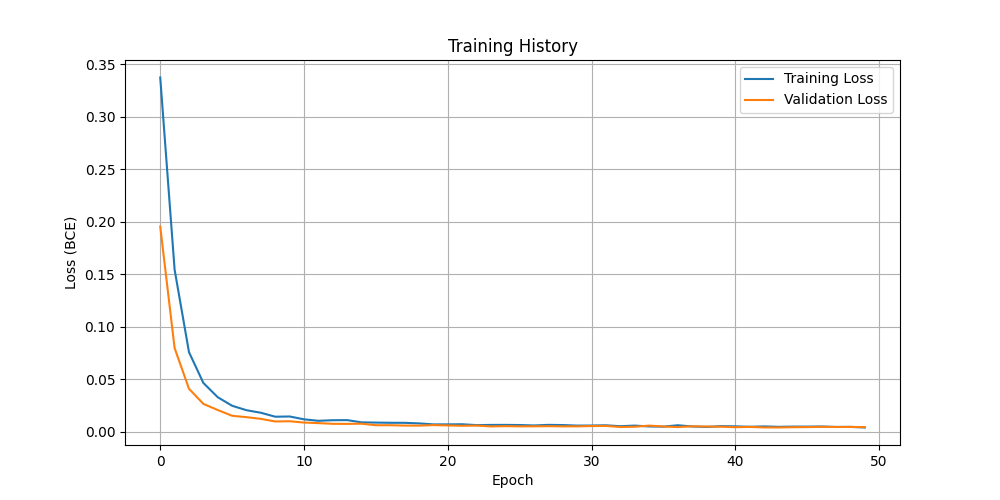 Training History
Training Loss
Validation Loss
Loss (BCE)
0.35
0.30
0.25
0.20
0.15
0.10
0.05
0.00
0 10 20 30 40 50
Epoch